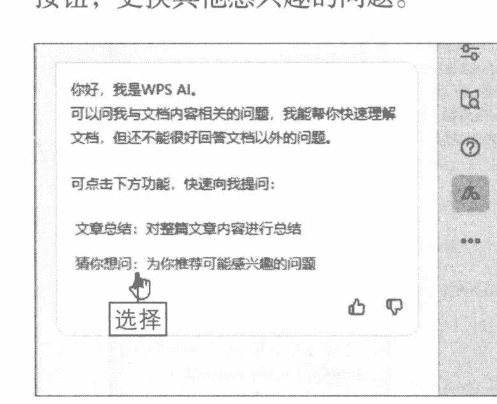 按钮，更换其他感兴趣的问题。
你好，我是WPS AI。
可以问我与文档内容相关的问题，我能帮你快速理解
文档，但还不能很好回答文档以外的问题。
可点击下方功能，快速向我提问：
文章总结：对整篇文章内容进行总结
猜你想问：为你推荐可能感兴趣的问题
选择